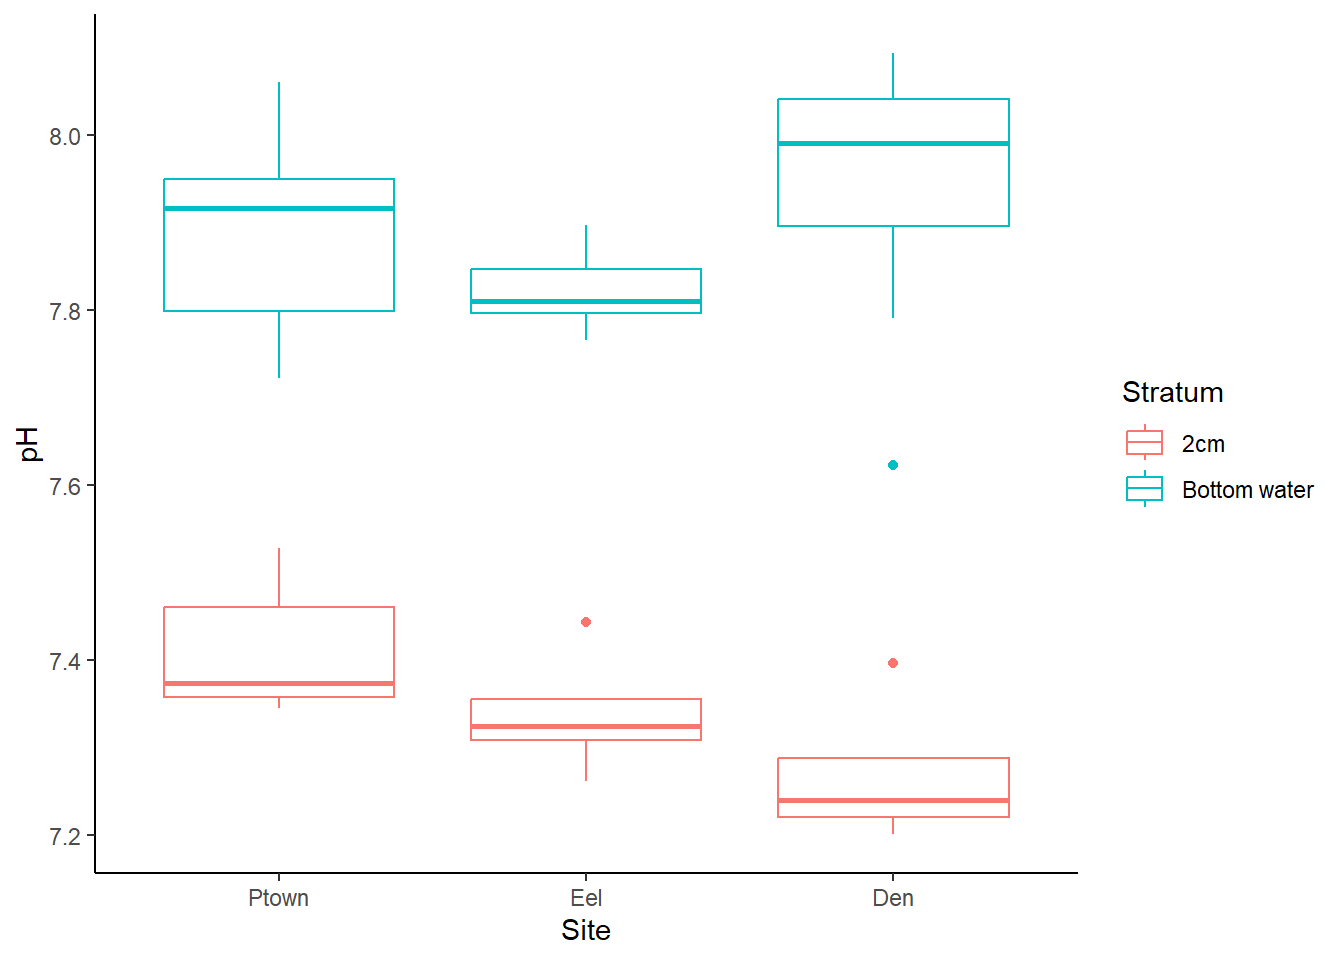 8.0
7.8
7.6
7.4
7.2
pH
Ptown
Eel
Den
Site
Stratum
2cm
Bottom water